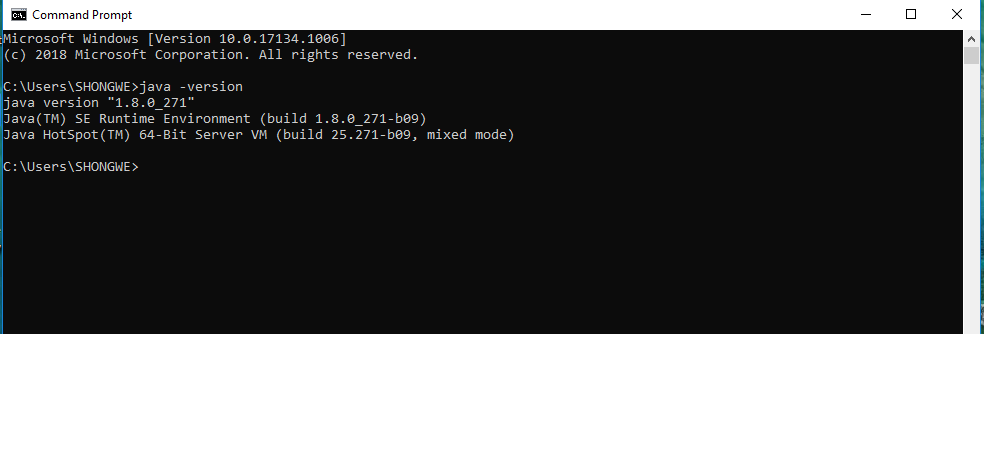 Command Prompt
Microsoft Windows [Version 10.0.17134.1006]
(c) 2018 Microsoft Corporation. All rights reserved.
C:\Users\SHONGWE>java -version
java version "1.8.0_271"
Java(TM) SE Runtime Environment (build 1.8.0_271-b09)
Java HotSpot(TM) 64-Bit Server VM (build 25.271-b09, mixed mode)
C:\Users\SHONGWE>